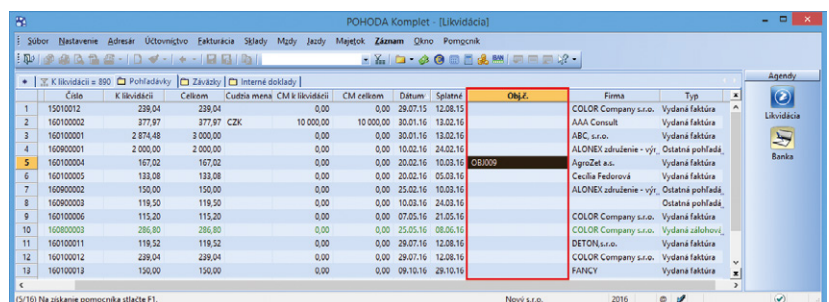 POHODA Komplet - [Likvidácia]
Súbor Nastavenie Adresár Účtovníctvo Fakturácia Sklady Mzdy Jazdy Majetok Záznam Okno Pomocník
K likvidácii = 890 Pohľadávky Záväzky Interné doklady
Číslo K likvidácii Celkom Cudzia mena CM k likvidácii CM celkom Dátum Splatné Obj.č. Firma Typ
1 15010012 239,04 239,04 0,00 0,00 29.07.15 12.08.15 COLOR Company s.r.o. Vydaná faktúra
2 160100002 377,97 377,97 CZK 10 000,00 10 000,00 30.01.16 13.02.16 AAA Consult Vydaná faktúra
3 160100001 2 874,48 3 000,00 0,00 0,00 30.01.16 13.02.16 ABC, s.r.o. Vydaná faktúra
4 160900001 2 000,00 2 000,00 0,00 0,00 10.02.16 24.02.16 ALONEX združenie - výr_ Ostatná pohľadá_
5 160100004 167,02 167,02 0,00 0,00 20.02.16 10.03.16 OBJ009 AgroZet a.s. Vydaná faktúra
6 160100005 133,08 133,08 0,00 0,00 20.02.16 05.03.16 Cecília Fedorová Vydaná faktúra
7 160900002 150,00 150,00 0,00 0,00 25.02.16 10.03.16 ALONEX združenie - výr_ Ostatná pohľadá_
8 160900003 119,50 119,50 0,00 0,00 10.03.16 24.03.16 Ostatná pohľadá_
9 160100006 115,20 115,20 0,00 0,00 07.05.16 21.05.16 COLOR Company s.r.o. Vydaná faktúra
10 160800003 286,80 286,80 0,00 0,00 25.05.16 08.06.16 COLOR Company s.r.o. Vydaná zálohová_
11 160100011 119,52 119,52 0,00 0,00 29.07.16 12.08.16 DETON,s.r.o. Vydaná faktúra
12 160100012 239,04 239,04 0,00 0,00 29.07.16 12.08.16 COLOR Company s.r.o. Vydaná faktúra
13 160100013 150,00 150,00 0,00 0,00 09.10.16 29.10.16 FANCY Vydaná faktúra
Agendy
Likvidácia
Banka
(5/16) Na získanie pomocníka stlačte F1. Nový s.r.o. 2016 @